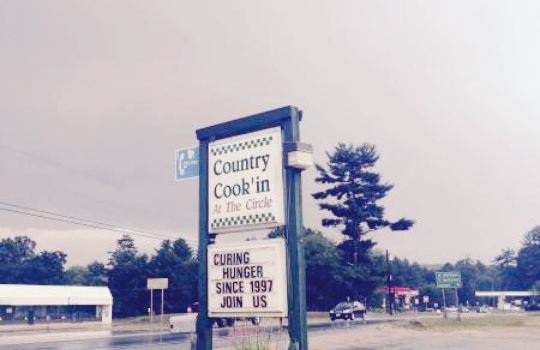 Country
Cook'in
At The Circle
CURING
HUNGER
SINCE 1997
JOIN US